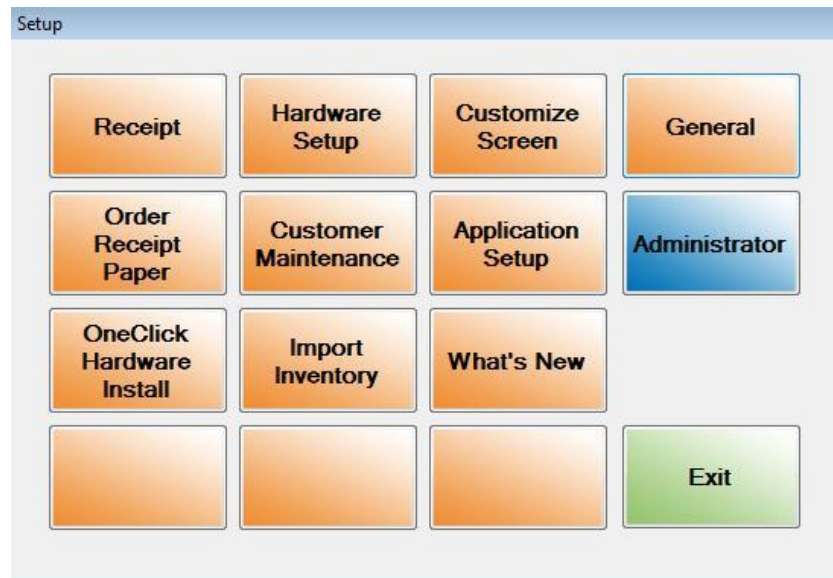 Setup
Receipt
Hardware
Setup
Customize
Screen
General
Order
Receipt
Paper
Customer
Maintenance
Application
Setup
Administrator
OneClick
Hardware
Install
Import
Inventory
What's New
Exit